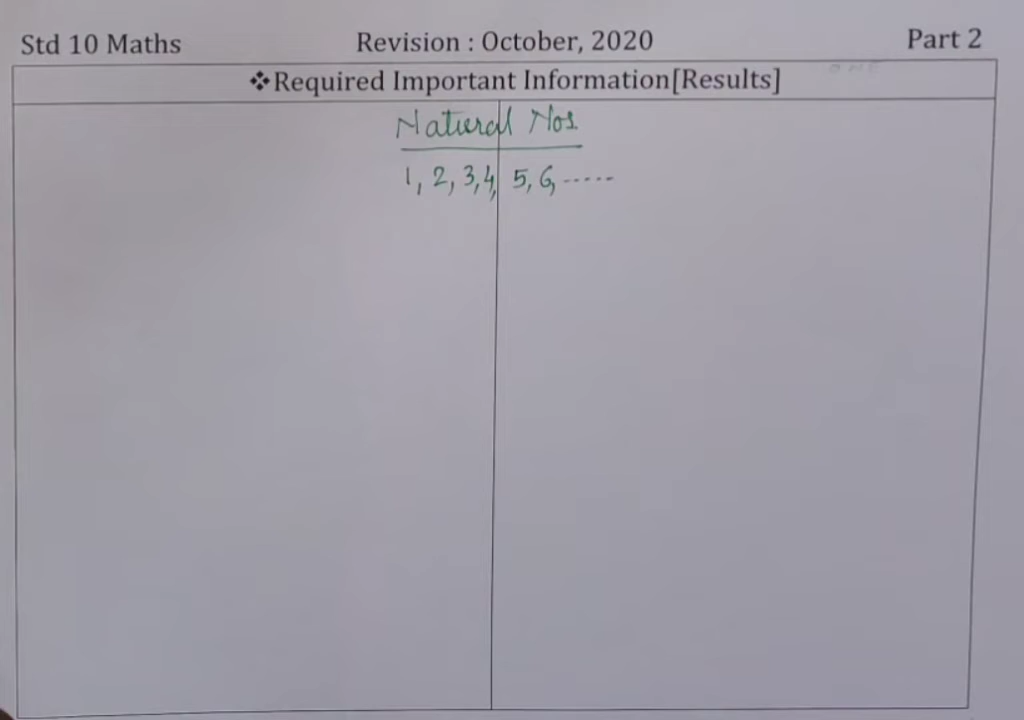 Std 10 Maths Revision : October, 2020 Part 2
❖Required Important Information[Results]
Natural Nos.
1, 2, 3, 4, 5, 6, -----